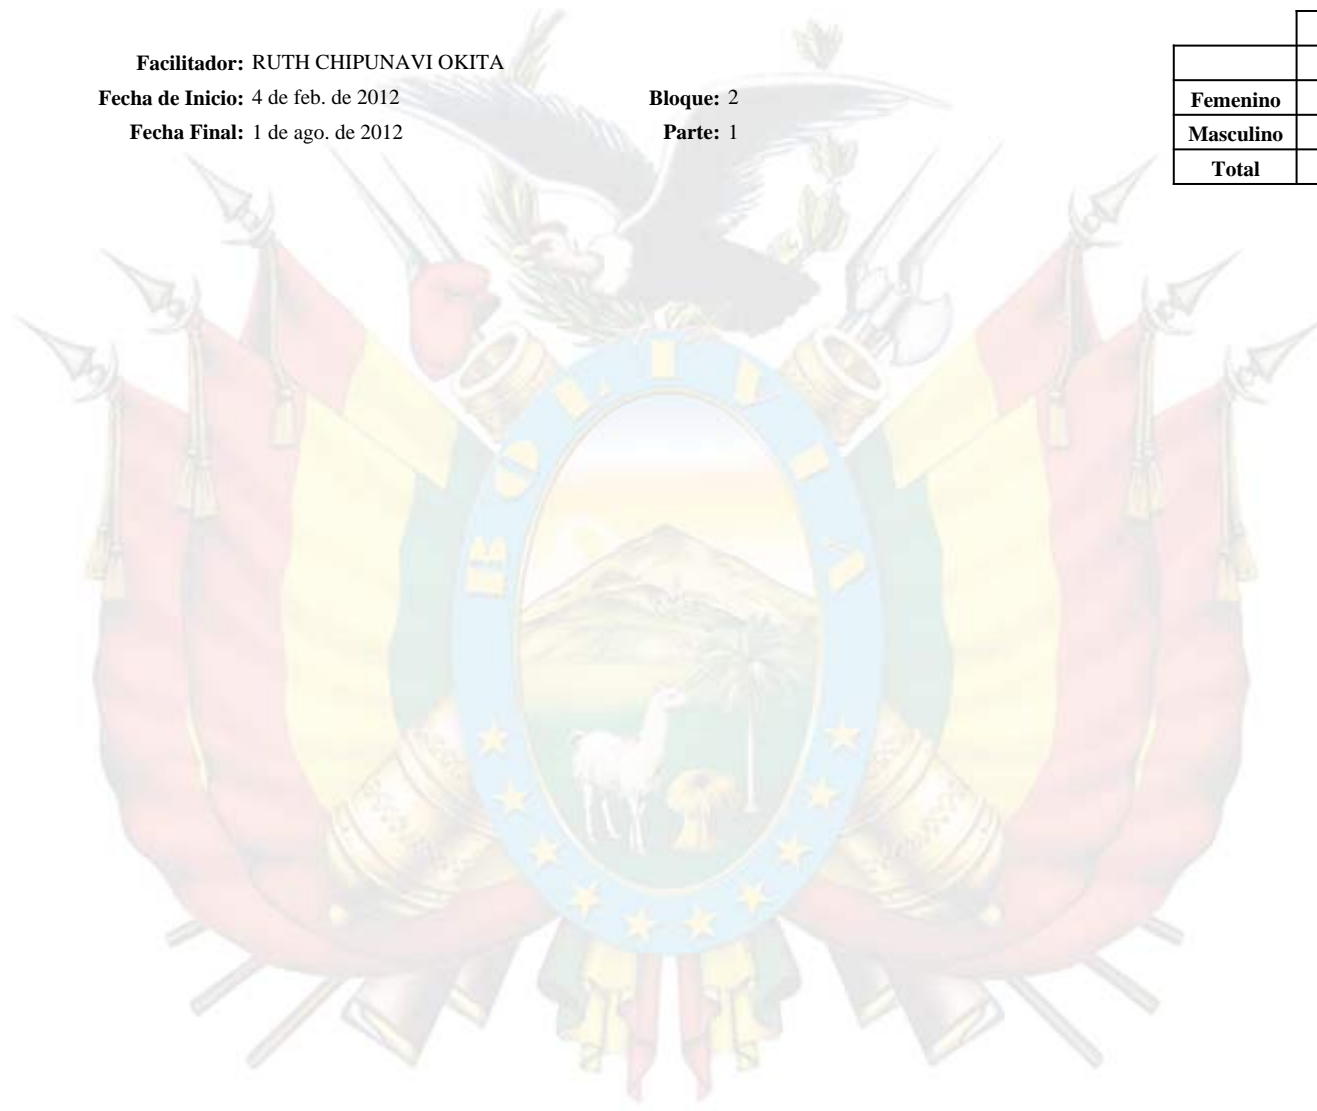 Facilitador: RUTH CHIPUNAVI OKITA
Fecha de Inicio: 4 de feb. de 2012 Bloque: 2
Fecha Final: 1 de ago. de 2012 Parte: 1
Femenino
Masculino
Total
BOLIVIA